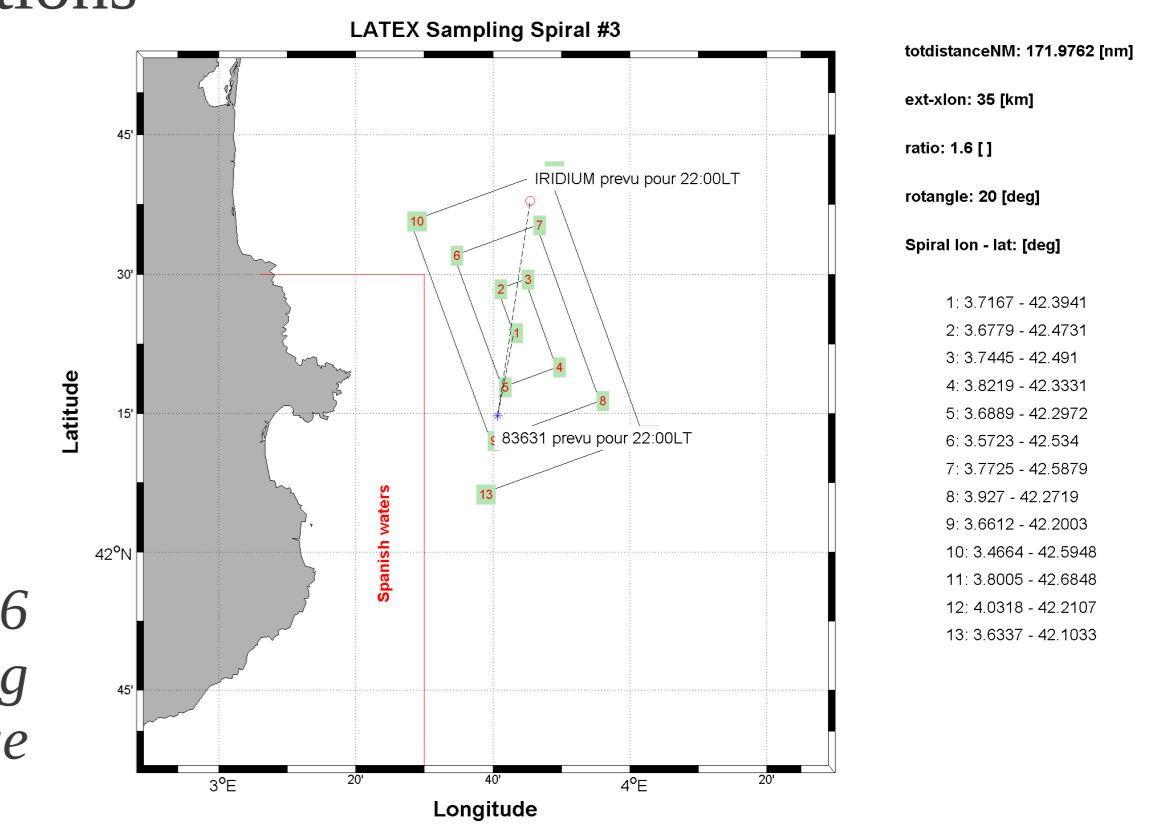 LATEX Sampling Spiral #3
totdistanceNM: 171.9762 [nm]
ext-xlon: 35 [km]
ratio: 1.6 [ ]
rotangle: 20 [deg]
Spiral lon - lat: [deg]
1: 3.7167 - 42.3941
2: 3.6779 - 42.4731
3: 3.7445 - 42.491
4: 3.8219 - 42.3331
5: 3.6889 - 42.2972
6: 3.5723 - 42.534
7: 3.7725 - 42.5879
8: 3.927 - 42.2719
9: 3.6612 - 42.2003
10: 3.4664 - 42.5948
11: 3.8005 - 42.6848
12: 4.0318 - 42.2107
13: 3.6337 - 42.1033
45'
30'
15'
42°N
45'
Latitude
IRIDIUM prevu pour 22:00LT
10
7
6
3
2
1
4
5
8
9
83631 prevu pour 22:00LT
13
Spanish waters
3°E
20'
40'
4°E
20'
Longitude
6
g